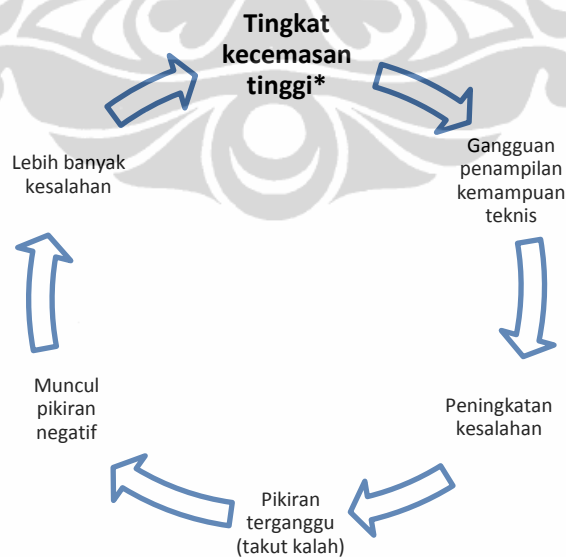 Tingkat
kecemasan
tinggi*
Gangguan
penampilan
kemampuan
teknis
Peningkatan
kesalahan
Pikiran
terganggu
(takut kalah)
Muncul
pikiran
negatif
Lebih banyak
kesalahan